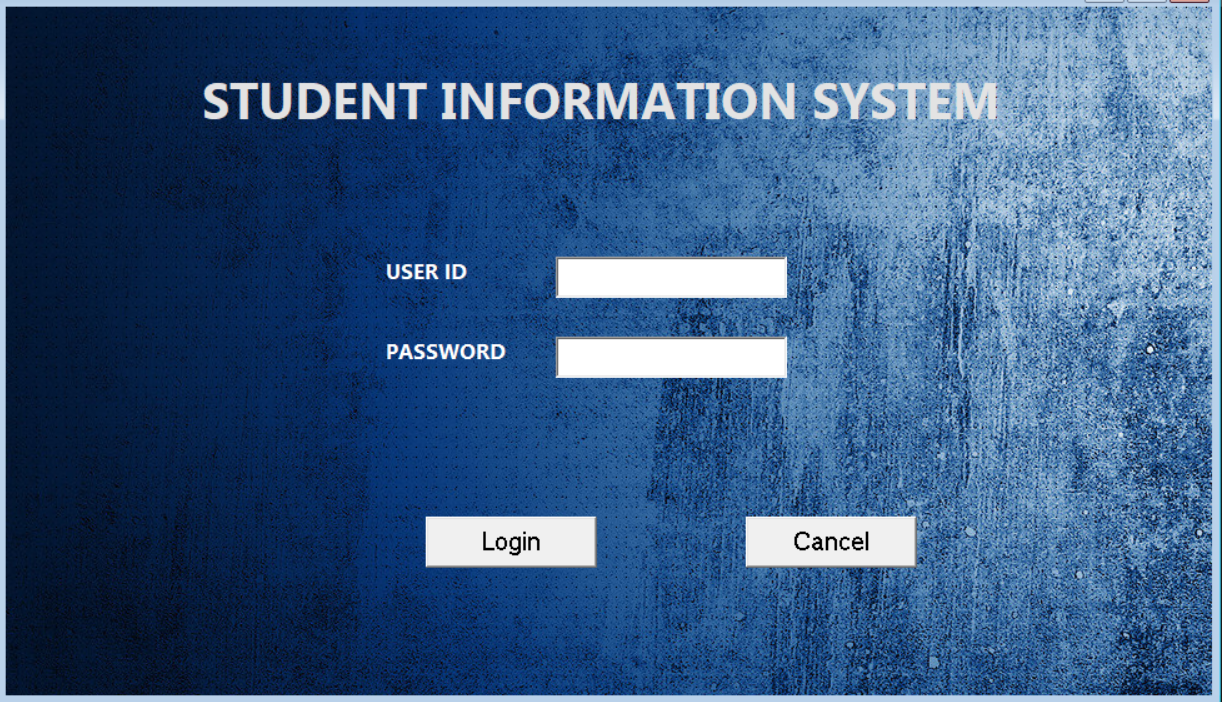 STUDENT INFORMATION SYSTEM
USER ID
PASSWORD
Login Cancel